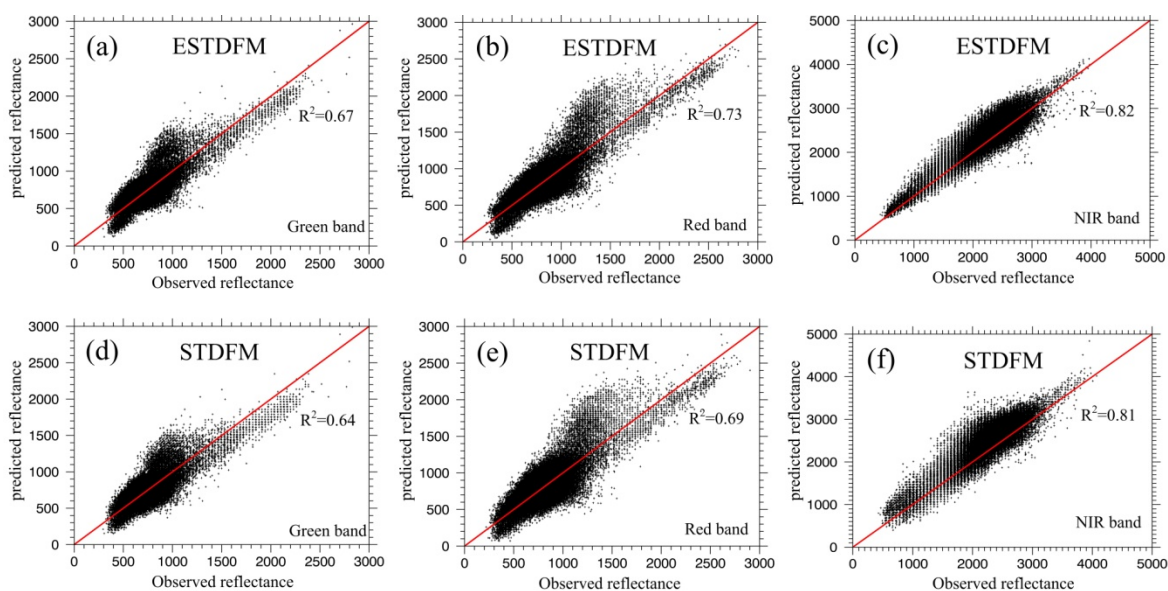 (a) ESTDFM
3000
2500
2000
1500
1000
500
0
predicted reflectance
R²=0.67
Green band
0 500 1000 1500 2000 2500 3000
Observed reflectance
(b) ESTDFM
3000
2500
2000
1500
1000
500
0
predicted reflectance
R²=0.73
Red band
0 500 1000 1500 2000 2500 3000
Observed reflectance
(c) ESTDFM
5000
4000
3000
2000
1000
0
predicted reflectance
R²=0.82
NIR band
0 1000 2000 3000 4000 5000
Observed reflectance
(d) STDFM
3000
2500
2000
1500
1000
500
0
predicted reflectance
R²=0.64
Green band
0 500 1000 1500 2000 2500 3000
Observed reflectance
(e) STDFM
3000
2500
2000
1500
1000
500
0
predicted reflectance
R²=0.69
Red band
0 500 1000 1500 2000 2500 3000
Observed reflectance
(f) STDFM
5000
4000
3000
2000
1000
0
predicted reflectance
R²=0.81
NIR band
0 1000 2000 3000 4000 5000
Observed reflectance